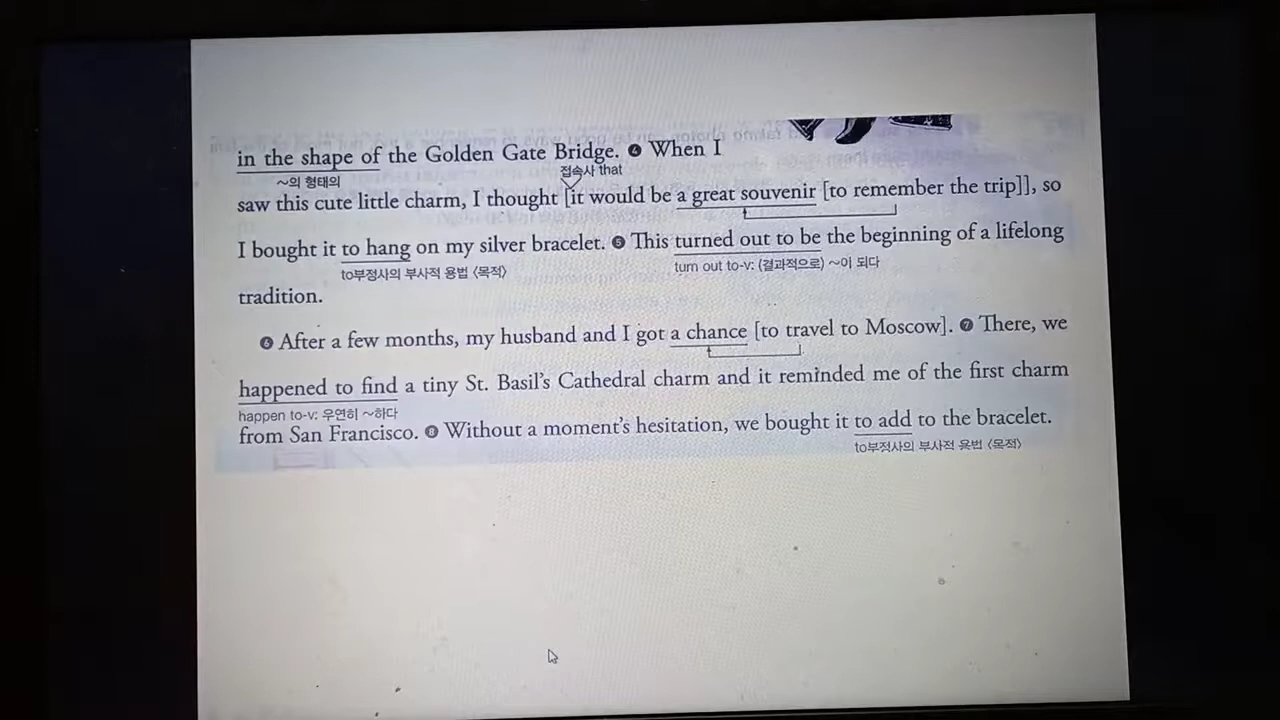 in the shape of the Golden Gate Bridge. ❹ When I
~의 형태의
접속사 that
saw this cute little charm, I thought [it would be a great souvenir [to remember the trip]], so
I bought it to hang on my silver bracelet. ❺ This turned out to be the beginning of a lifelong
to부정사의 부사적 용법 〈목적〉
turn out to-v: (결과적으로) ~이 되다
tradition.
❻ After a few months, my husband and I got a chance [to travel to Moscow]. ❼ There, we
happened to find a tiny St. Basil's Cathedral charm and it reminded me of the first charm
happen to-v: 우연히 ~하다
from San Francisco. ❽ Without a moment's hesitation, we bought it to add to the bracelet.
to부정사의 부사적 용법 〈목적〉